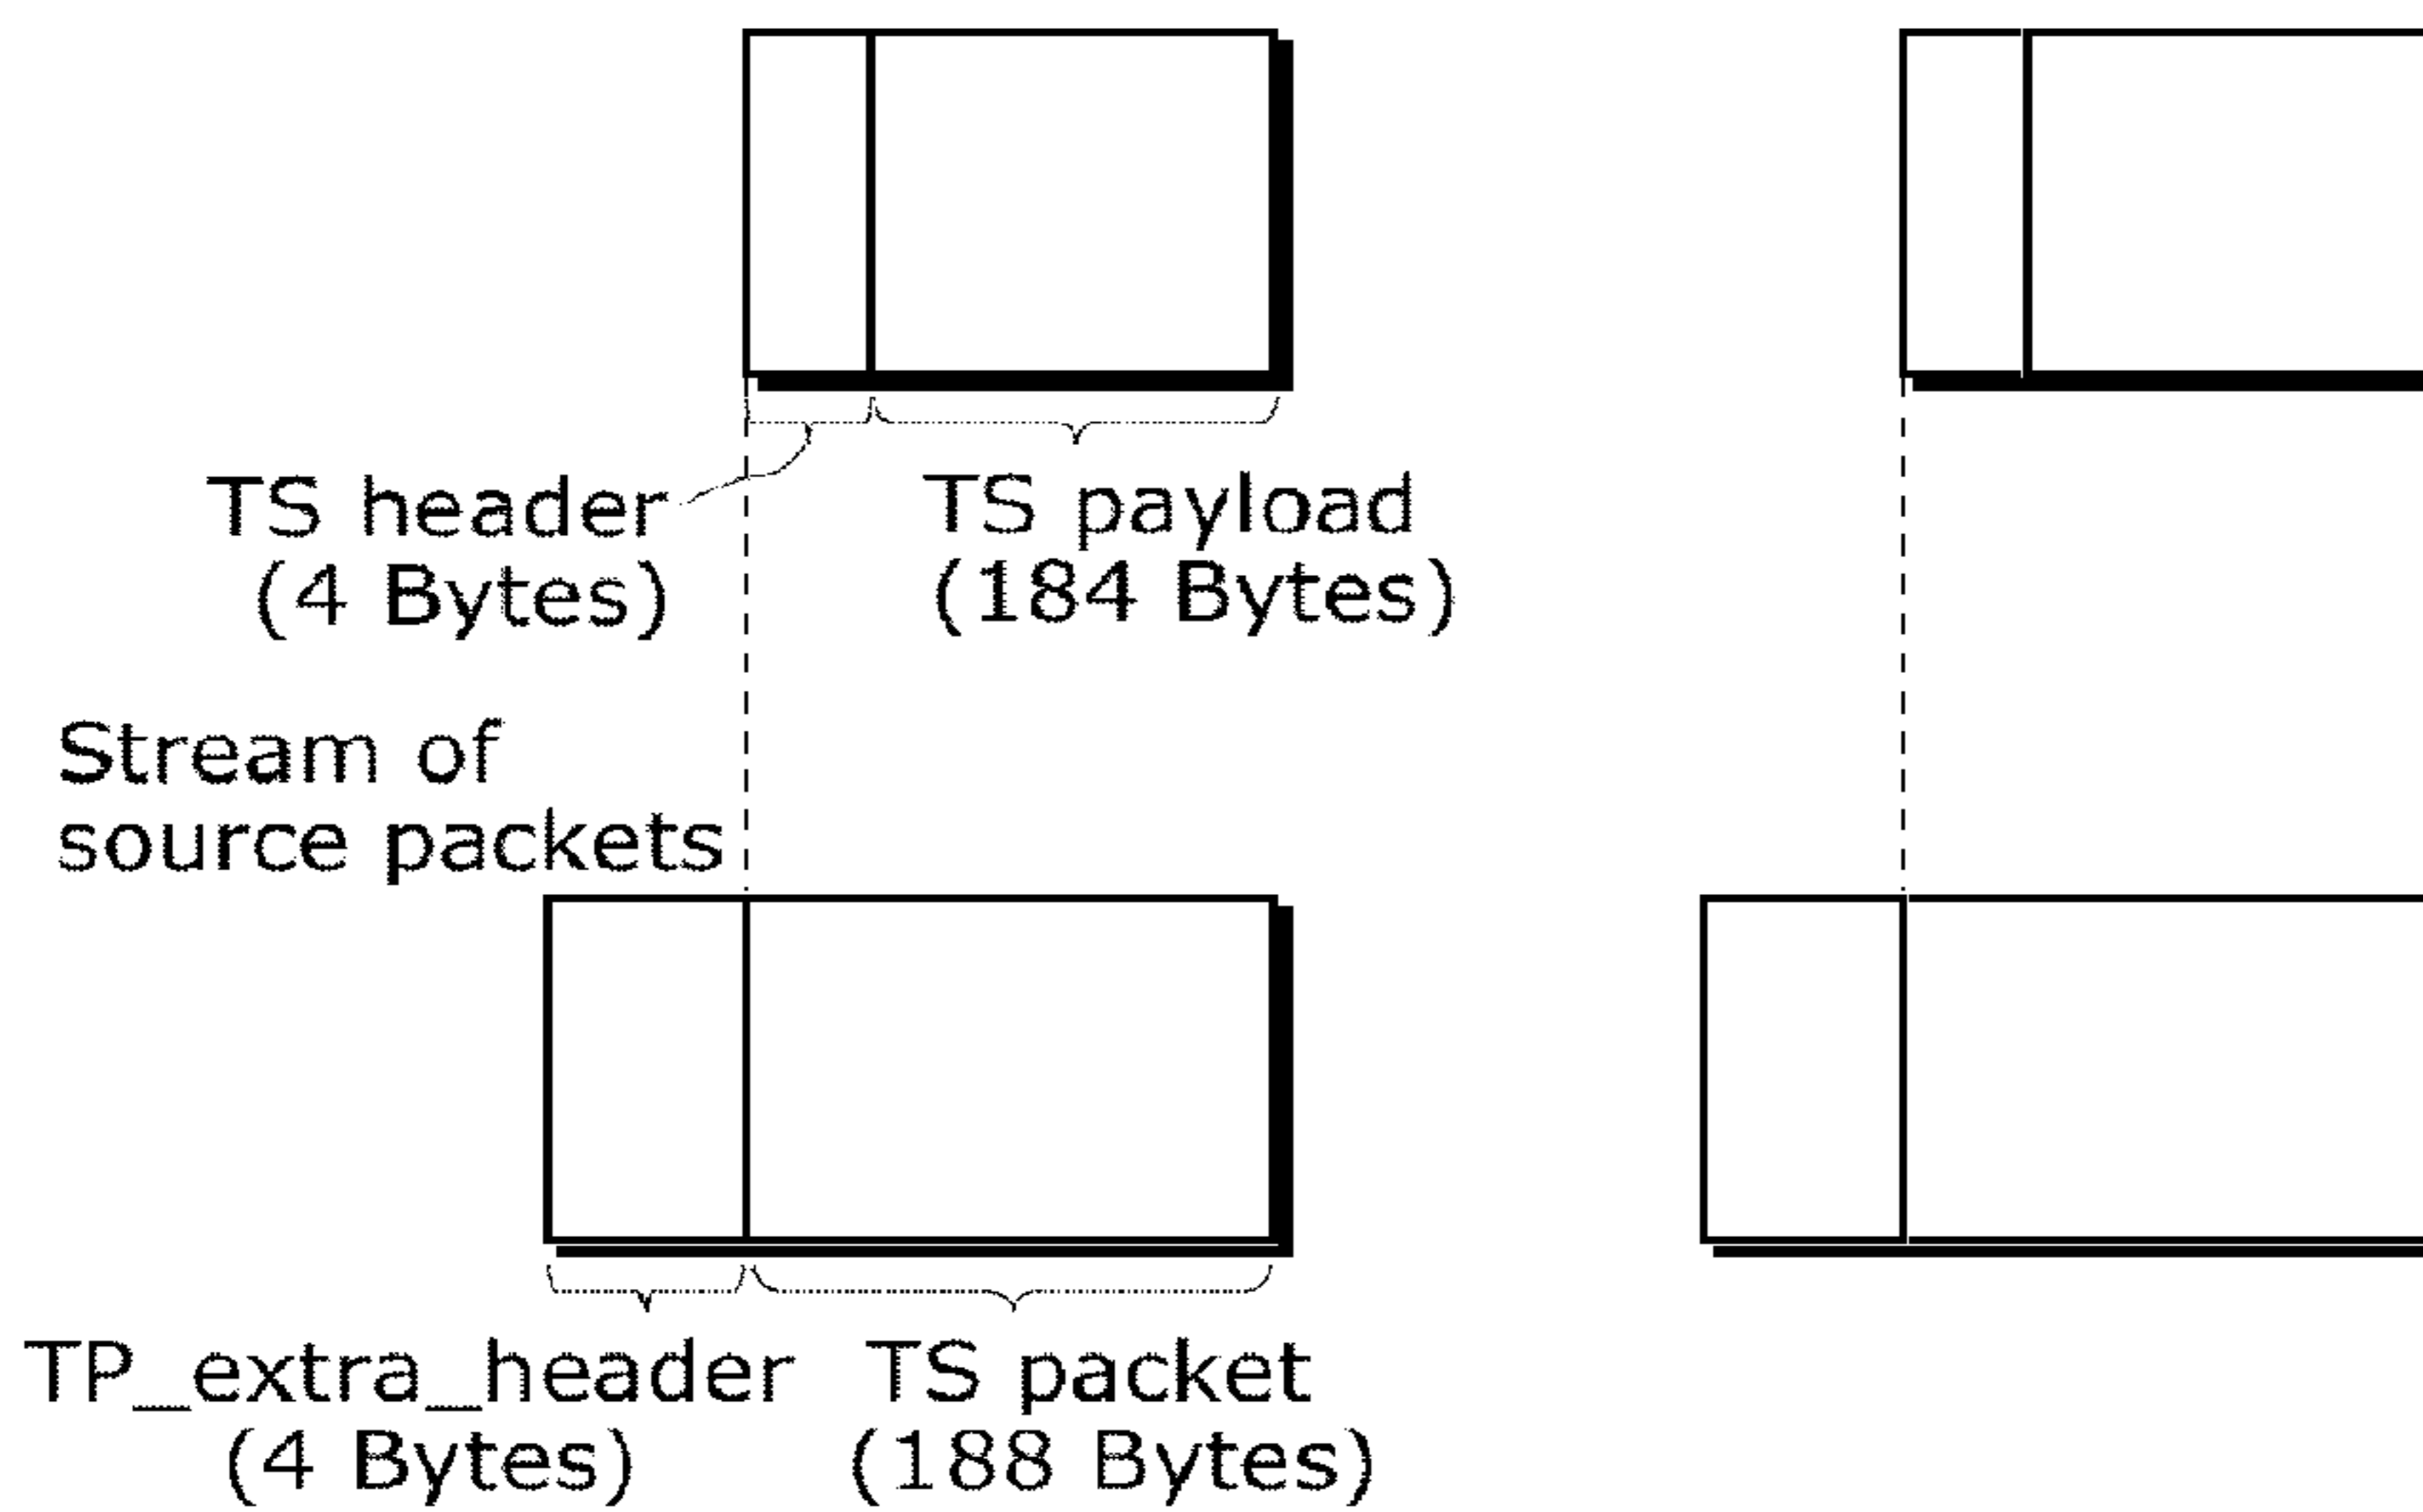 TS header
(4 Bytes)
TS payload
(184 Bytes)
Stream of
source packets
TP_extra_header
(4 Bytes)
TS packet
(188 Bytes)